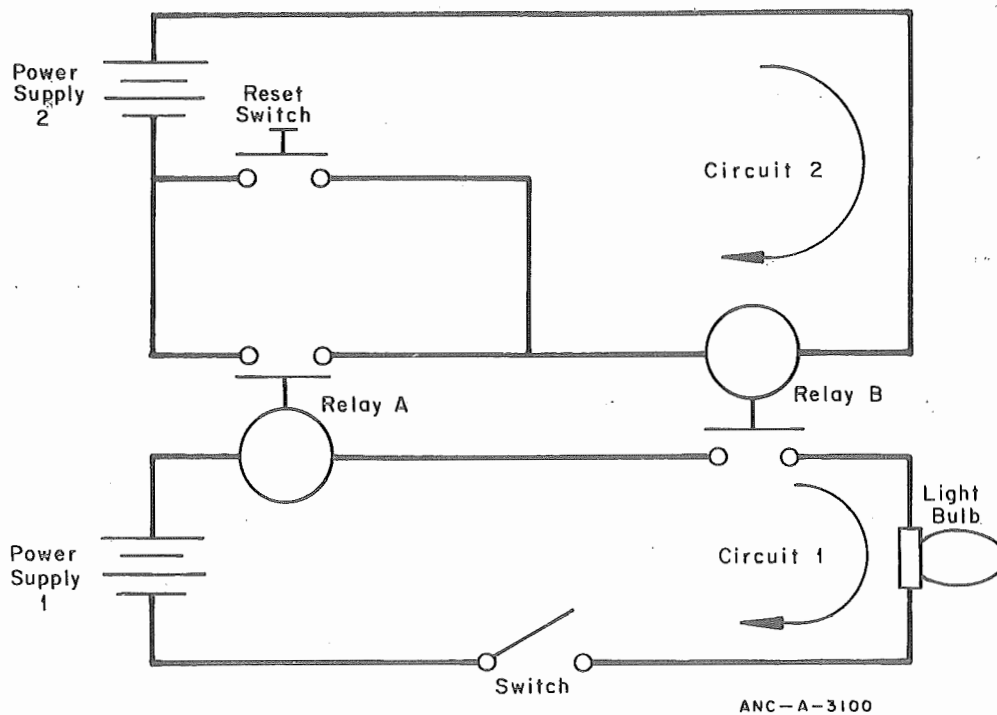 Power
Supply
2
Reset
Switch
Circuit 2
Relay A
Relay B
Power
Supply
1
Circuit 1
Light
Bulb
Switch
ANC-A-3100